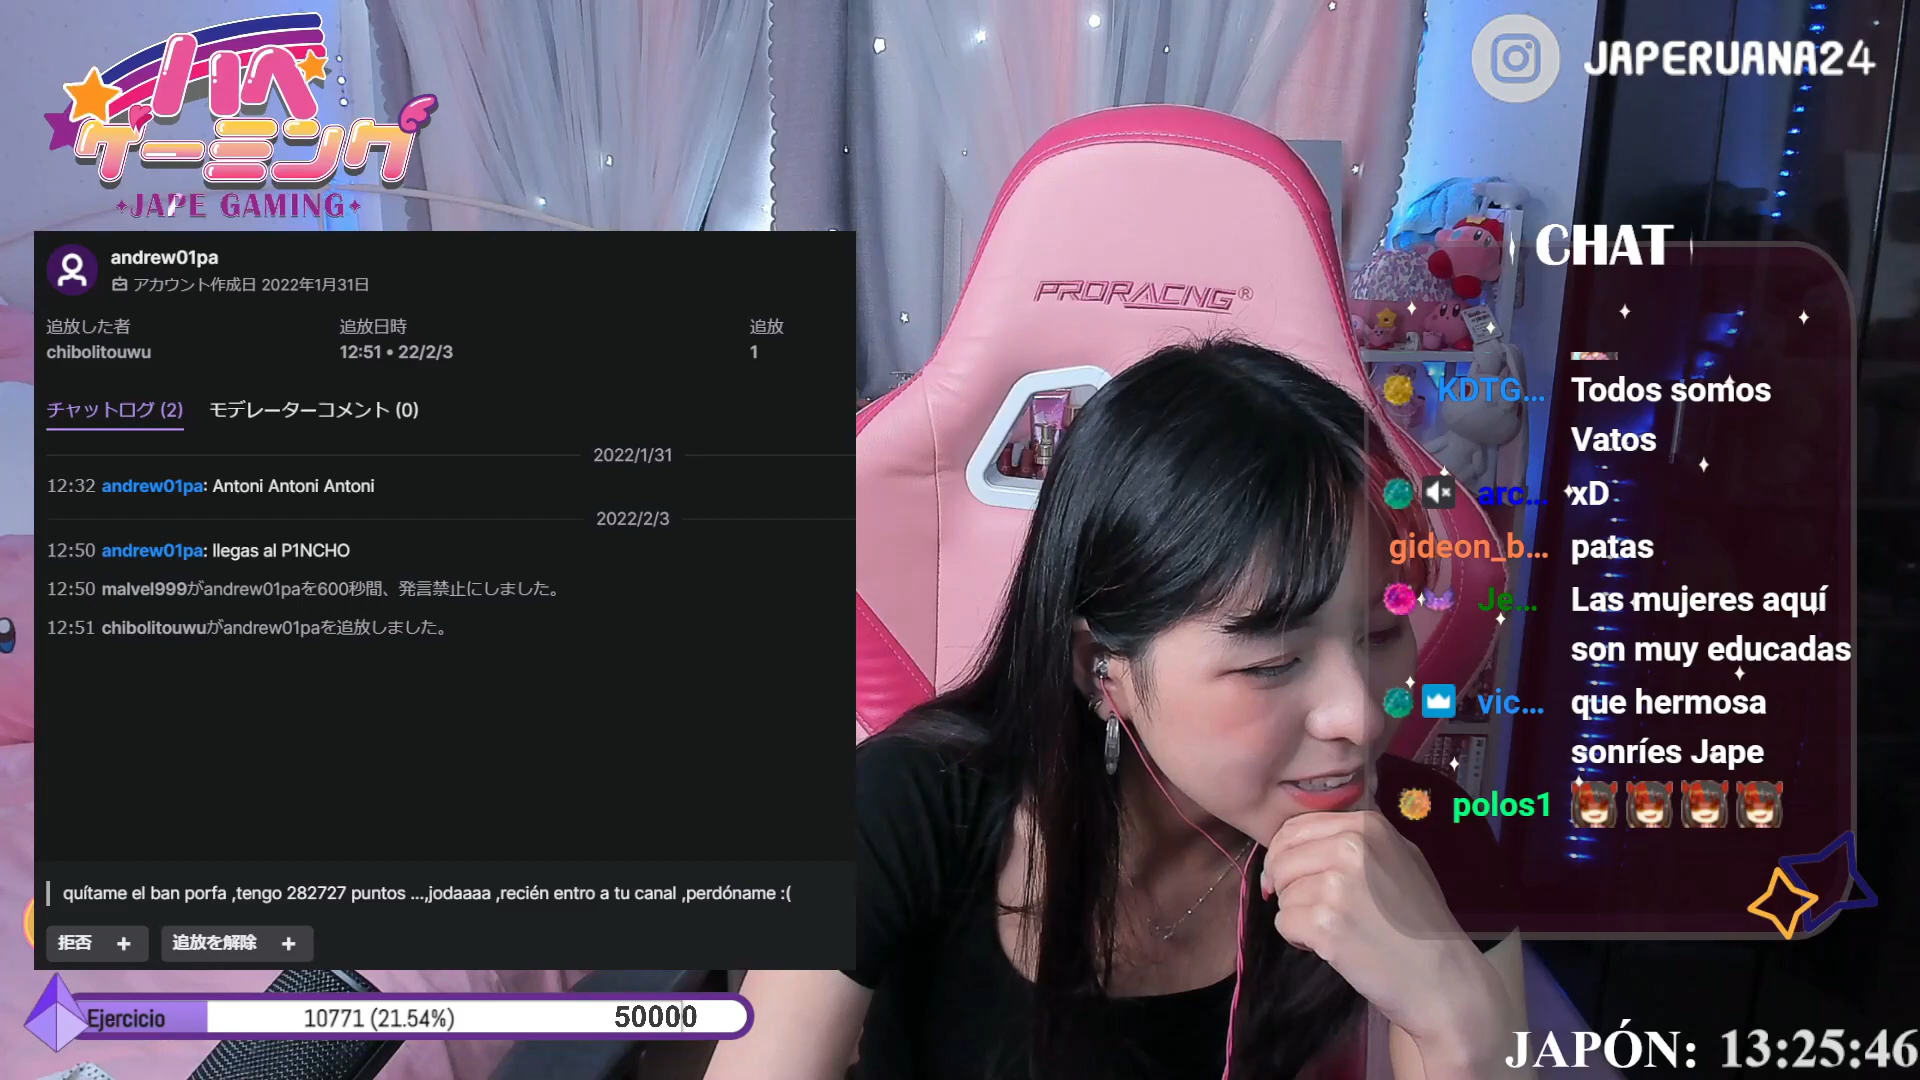 ハペ
ゲーミング
JAPE GAMING
JAPERUANA24
andrew01pa
アカウント作成日 2022年1月31日
追放した者
追放日時
追放
chibolitouwu
12:51 • 22/2/3
1
チャットログ (2)
モデレーターコメント (0)
2022/1/31
12:32 andrew01pa: Antoni Antoni Antoni
2022/2/3
12:50 andrew01pa: llegas al P1NCHO
12:50 malvel999がandrew01paを600秒間、発言禁止にしました。
12:51 chibolitouwuがandrew01paを追放しました。
quítame el ban porfa ,tengo 282727 puntos ...,jodaaaa ,recién entro a tu canal ,perdóname :(
拒否 +
追放を解除 +
Ejercicio
10771 (21.54%)
50000
PRORACNG®
CHAT
KDTG... Todos somos
Vatos
arc... xD
gideon_b... patas
Je... Las mujeres aquí
son muy educadas
vic... que hermosa
sonríes Jape
polos1
JAPÓN: 13:25:46